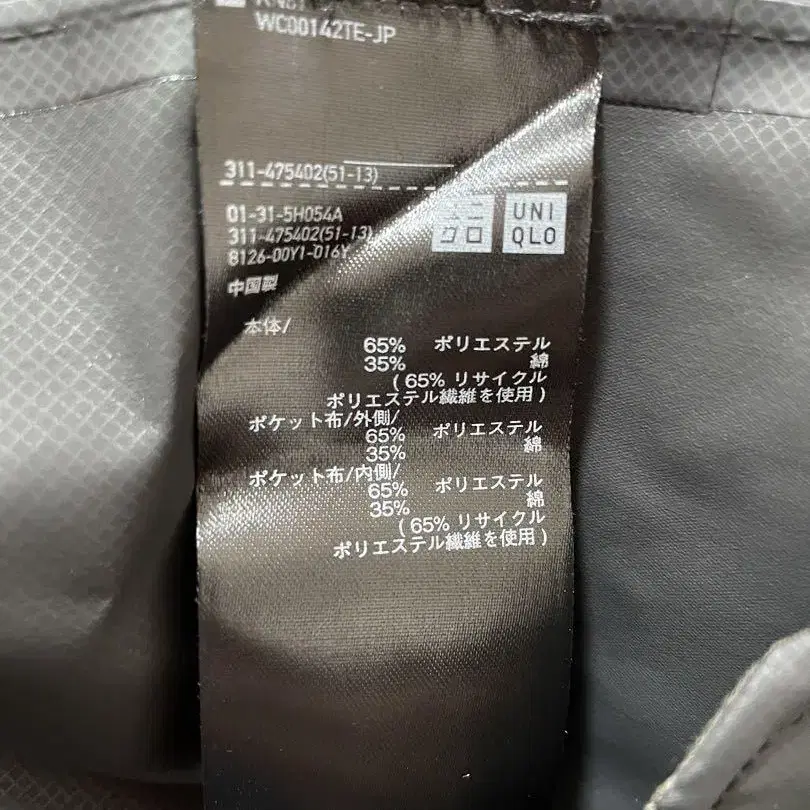 WC00142TE-JP
311-475402(51-13)
01-31-5H054A
311-475402(51-13)
8126-00Y1-016Y
中国製
ユニ
クロ
UNI
QLO
本体/
65% ポリエステル
35% 綿
( 65% リサイクル
ポリエステル繊維を使用 )
ポケット布/外側/
65% ポリエステル
35% 綿
ポケット布/内側/
65% ポリエステル
35% 綿
( 65% リサイクル
ポリエステル繊維を使用 )